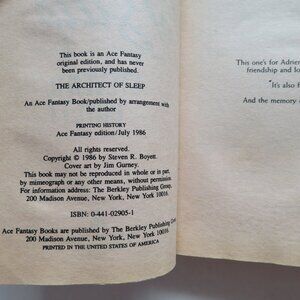 This book is an Ace Fantasy
original edition, and has never
been previously published.
THE ARCHITECT OF SLEEP
An Ace Fantasy Book/published by arrangement with
the author
PRINTING HISTORY
Ace Fantasy edition/July 1986
All rights reserved.
Copyright © 1986 by Steven R. Boyett.
Cover art by Jim Gurney.
This book may not be reproduced in whole or in part,
by mimeograph or any other means, without permission.
For information address: The Berkley Publishing Group,
200 Madison Avenue, New York, New York 10016.
ISBN: 0-441-02905-1
Ace Fantasy Books are published by The Berkley Publishing Group,
200 Madison Avenue, New York, New York 10016.
PRINTED IN THE UNITED STATES OF AMERICA
This one's for
friendship and
"It's also
And the memory